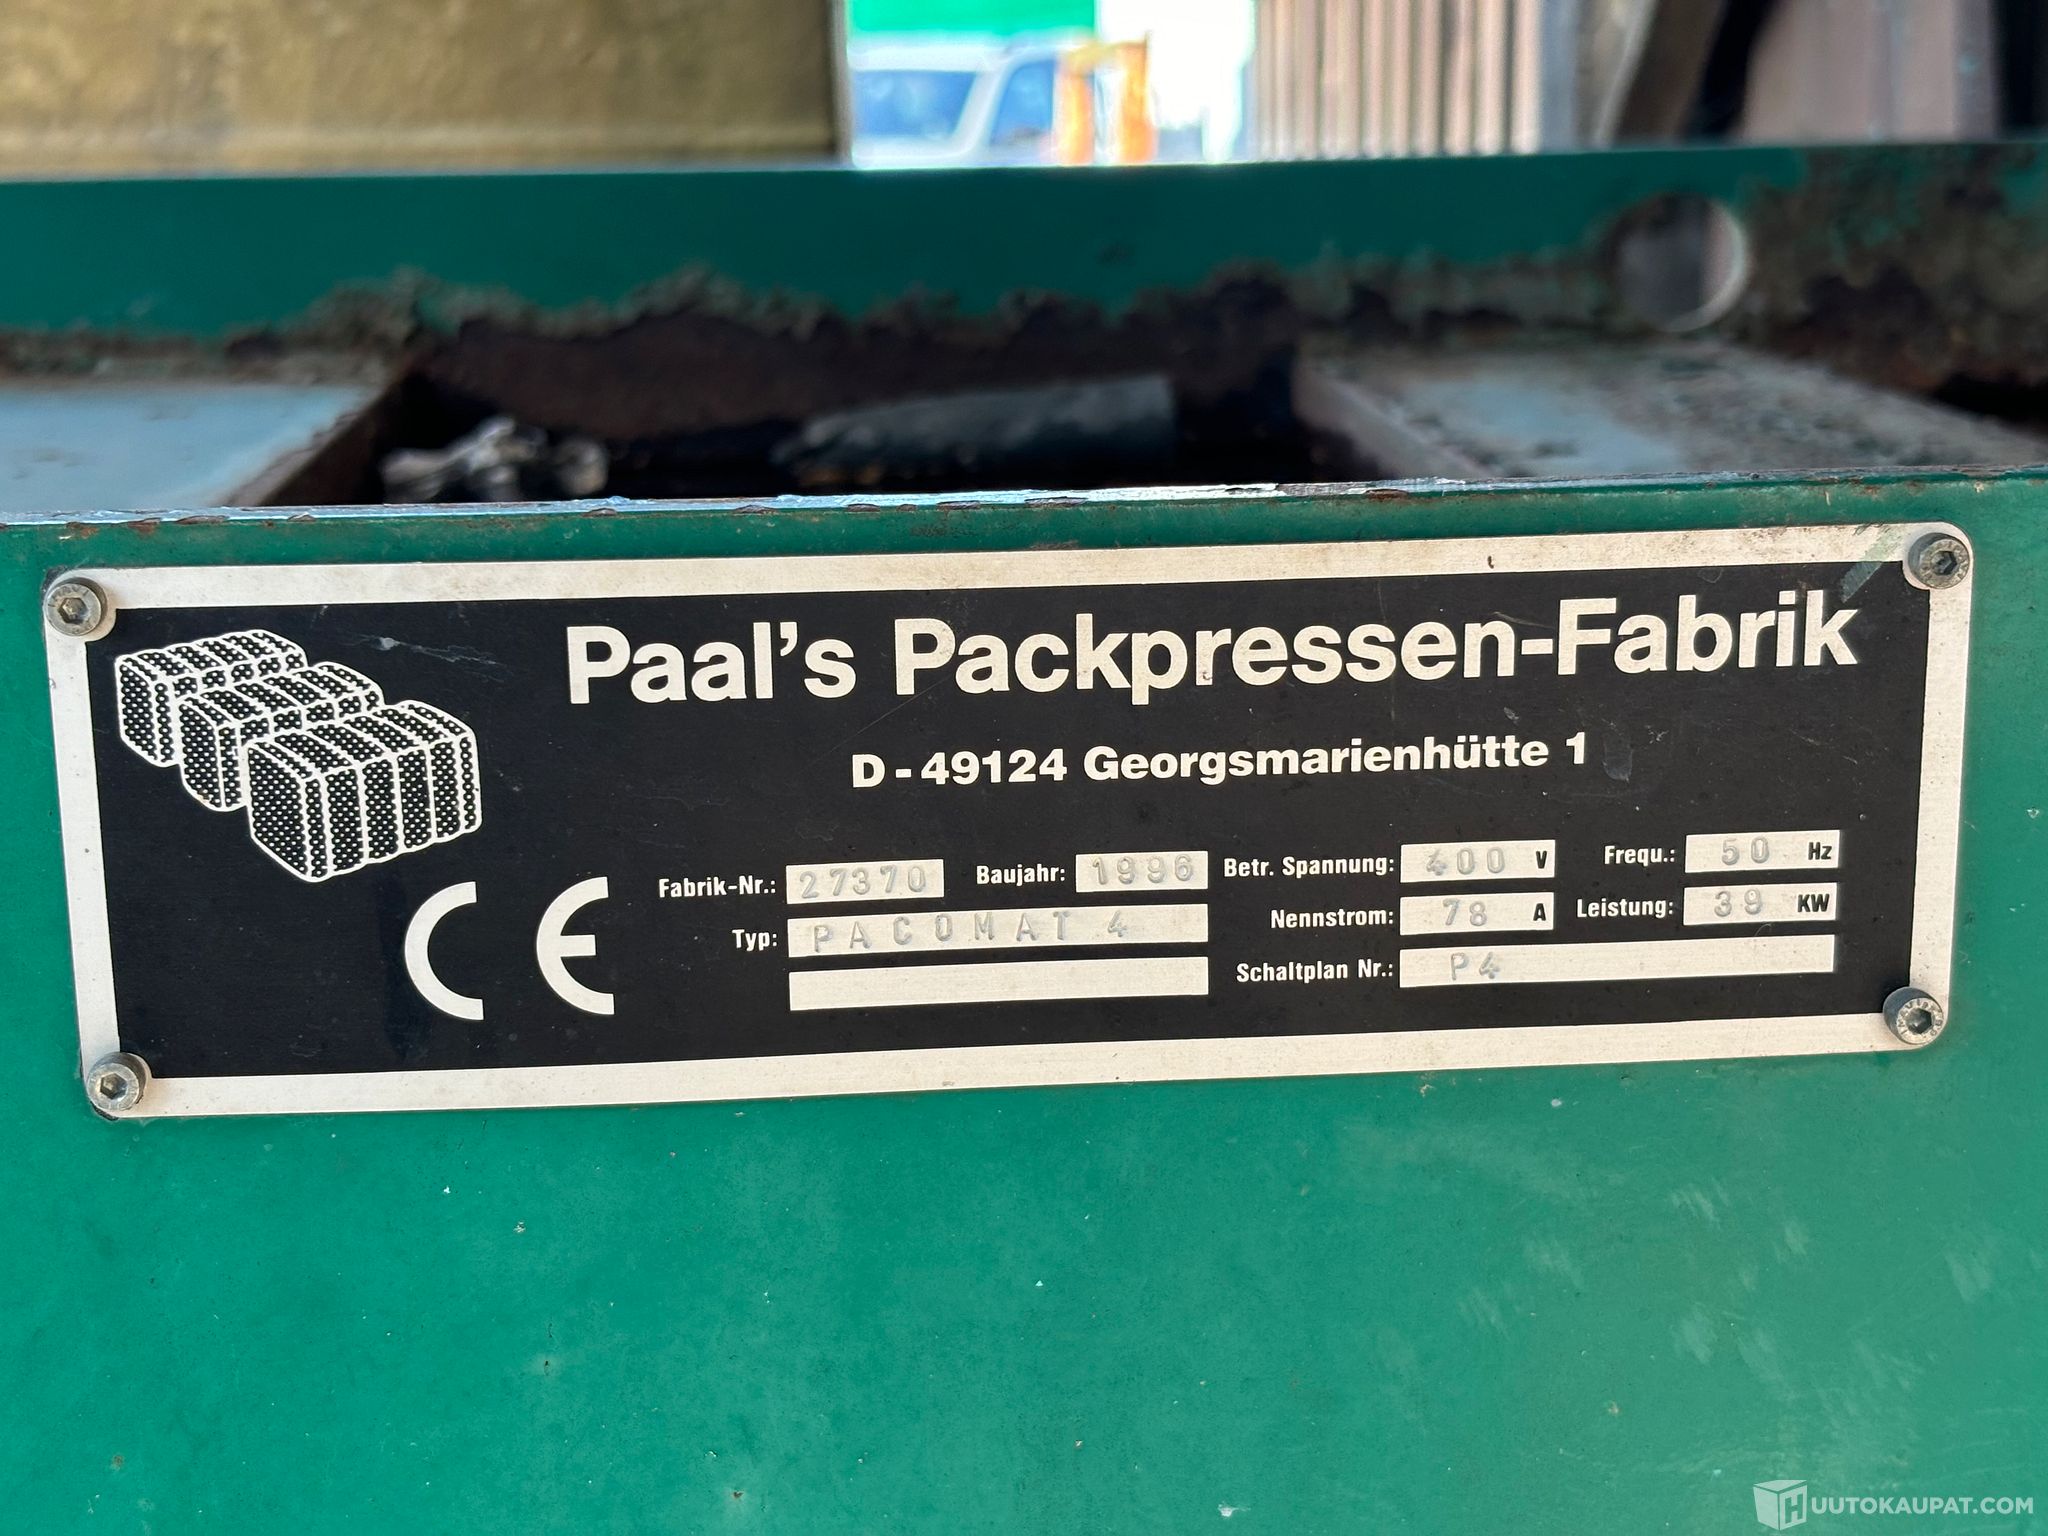 Paal's Packpressen-Fabrik
D-49124 Georgsmarienhütte 1
Fabrik-Nr.: 27370 Baujahr: 1996 Betr. Spannung: 400 V Frequ.: 50 Hz
Typ: PACOMAT 4 Nennstrom: 78 A Leistung: 39 KW
Schaltplan Nr.: P4
CE
HUUTOKAUPAT.COM